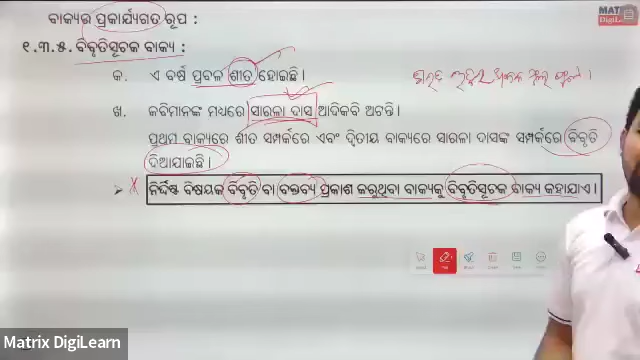 ବାକ୍ୟର ପ୍ରକାର୍ଯ୍ୟଗତ ରୂପ :
୧.୩.୫. ବିବୃତିସୂଚକ ବାକ୍ୟ :
କ. ଏ ବର୍ଷ ପ୍ରବଳ ଶୀତ ହୋଇଛି ।
ଖ. କବିମାନଙ୍କ ମଧ୍ୟରେ ସାରଳା ଦାସ ଆଦିକବି ଅଟନ୍ତି ।
ପ୍ରଥମ ବାକ୍ୟରେ ଶୀତ ସମ୍ପର୍କରେ ଏବଂ ଦ୍ୱିତୀୟ ବାକ୍ୟରେ ସାରଳା ଦାସଙ୍କ ସମ୍ପର୍କରେ ବିବୃତି
ଦିଆଯାଇଛି ।
➢ ନିର୍ଦ୍ଦିଷ୍ଟ ବିଷୟକ ବିବୃତି ବା ବକ୍ତବ୍ୟ ପ୍ରକାଶ କରୁଥିବା ବାକ୍ୟକୁ ବିବୃତିସୂଚକ ବାକ୍ୟ କହାଯାଏ ।
Matrix DigiLearn